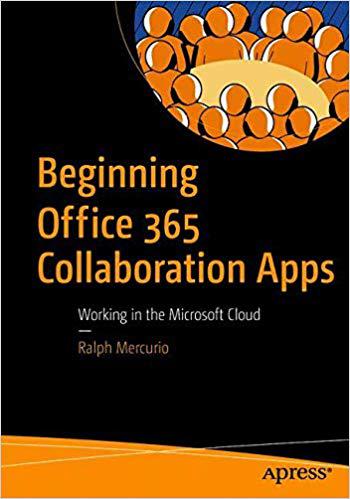 Beginning
Office 365
Collaboration Apps
Working in the Microsoft Cloud
Ralph Mercurio
Apress®